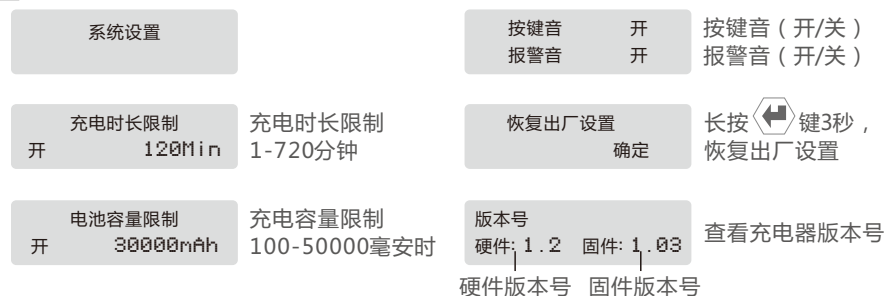 系统设置
充电时长限制
开 120Min
充电时长限制
1-720分钟
电池容量限制
开 30000mAh
充电容量限制
100-50000毫安时
按键音 开
报警音 开
按键音（开/关）
报警音（开/关）
恢复出厂设置
确定
长按 键3秒，
恢复出厂设置
版本号
硬件: 1.2 固件: 1.03
查看充电器版本号
硬件版本号 固件版本号